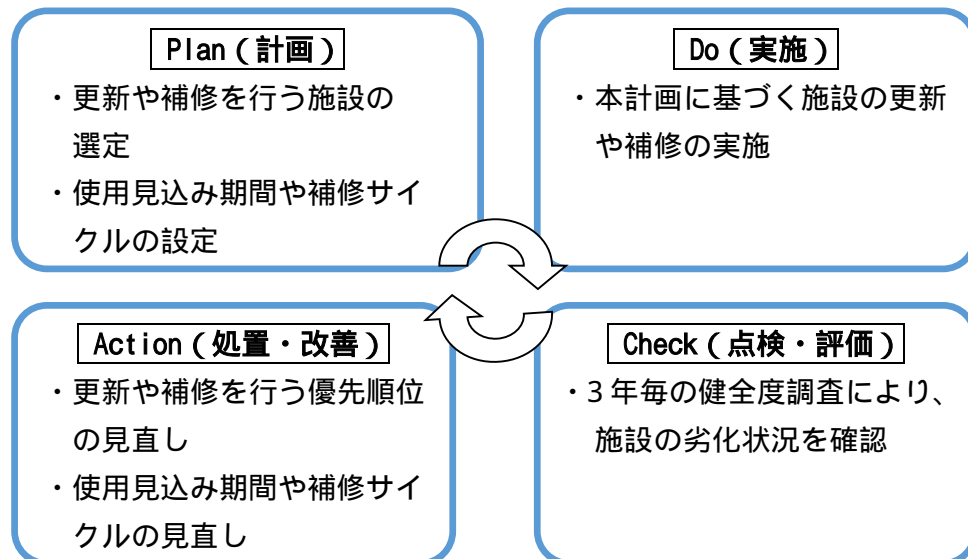 Plan（計画）
・更新や補修を行う施設の
選定
・使用見込み期間や補修サイ
クルの設定
Do（実施）
・本計画に基づく施設の更新
や補修の実施
Action（処置・改善）
・更新や補修を行う優先順位
の見直し
・使用見込み期間や補修サイ
クルの見直し
Check（点検・評価）
・３年毎の健全度調査により、
施設の劣化状況を確認